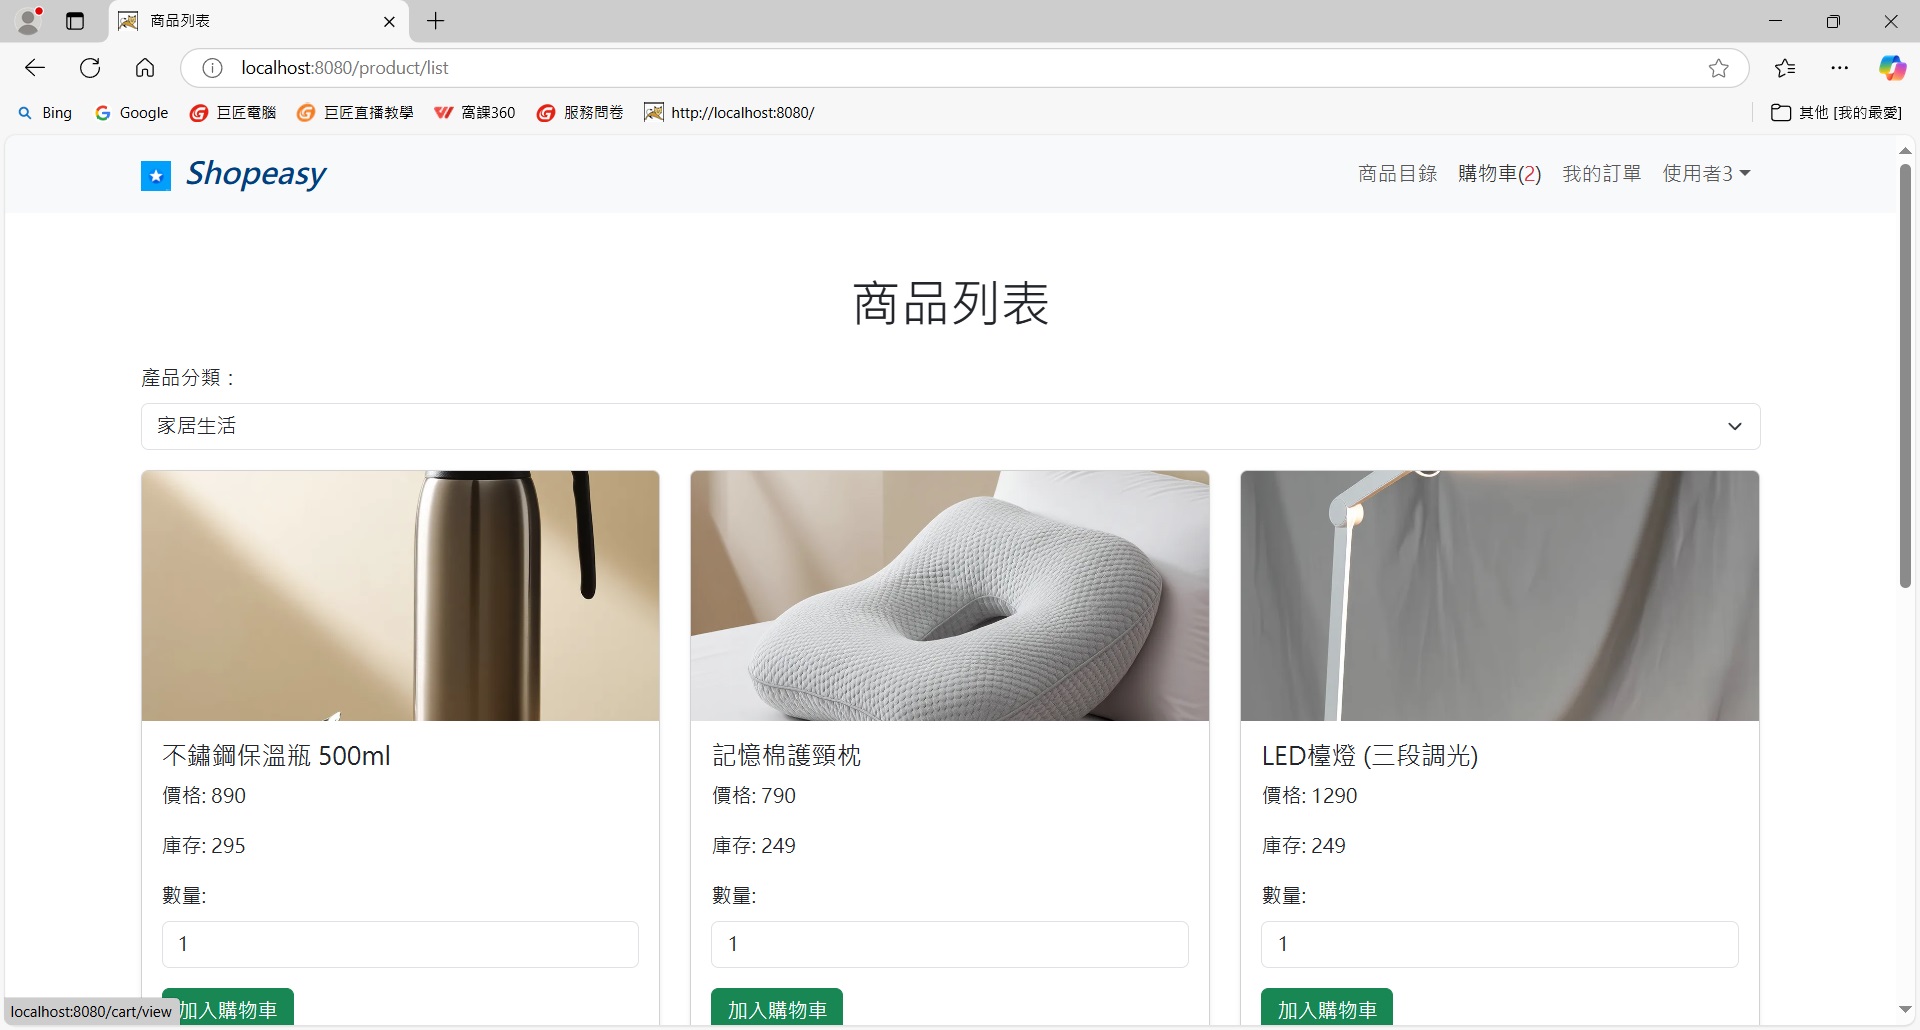 商品列表
localhost:8080/product/list
Bing Google 巨匠電腦 巨匠直播教學 窩課360 服務問卷 http://localhost:8080/ 其他 [我的最愛]
Shopeasy 商品目錄 購物車(2) 我的訂單 使用者3
商品列表
產品分類：
家居生活
不鏽鋼保溫瓶 500ml
價格: 890
庫存: 295
數量:
1
加入購物車
記憶棉護頸枕
價格: 790
庫存: 249
數量:
1
加入購物車
LED檯燈 (三段調光)
價格: 1290
庫存: 249
數量:
1
加入購物車
localhost:8080/cart/view